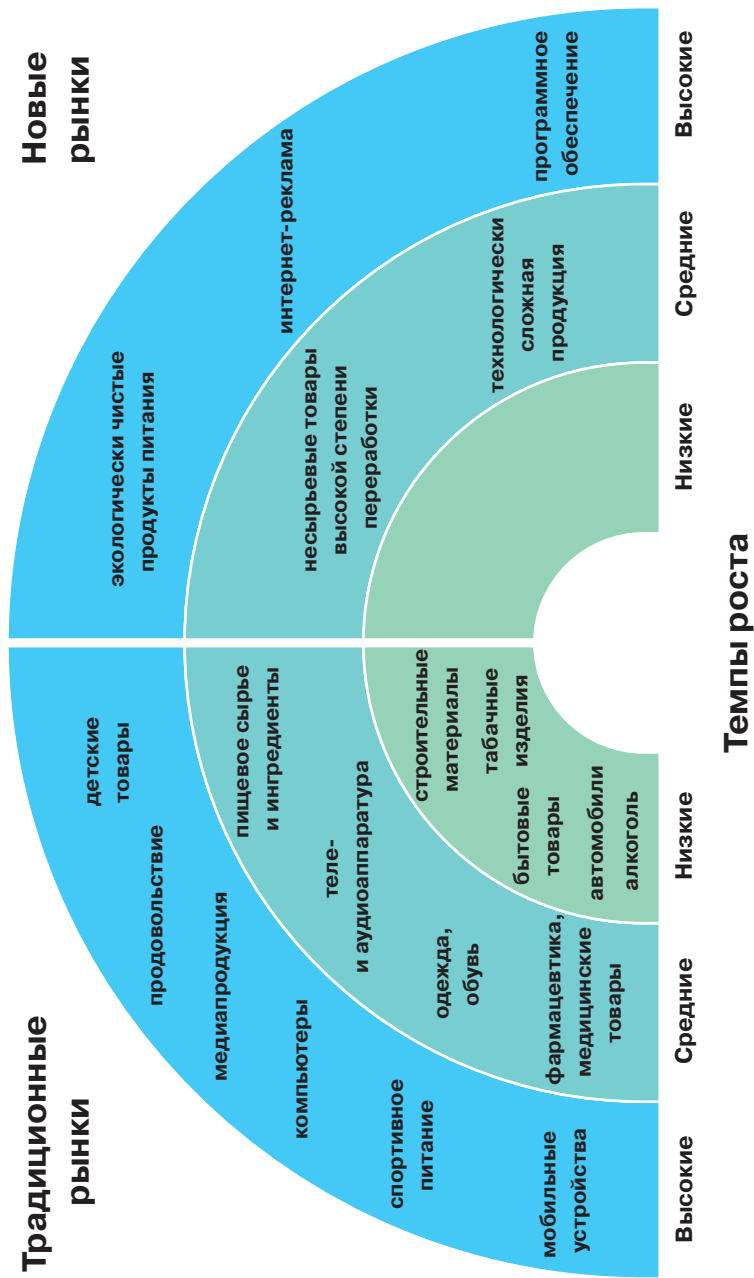 Традиционные
рынки
Новые
рынки
детские
товары
продовольствие
медиапродукция
компьютеры
спортивное
питание
мобильные
устройства
пищевое сырье
и ингредиенты
теле-
и аудиоаппаратура
одежда,
обувь
фармацевтика,
медицинские
товары
строительные
материалы
табачные
изделия
бытовые
товары
автомобили
алкоголь
экологически чистые
продукты питания
интернет-реклама
программное
обеспечение
несырьевые товары
высокой степени
переработки
технологически
сложная
продукция
Высокие
Средние
Низкие
Низкие
Средние
Высокие
Темпы роста